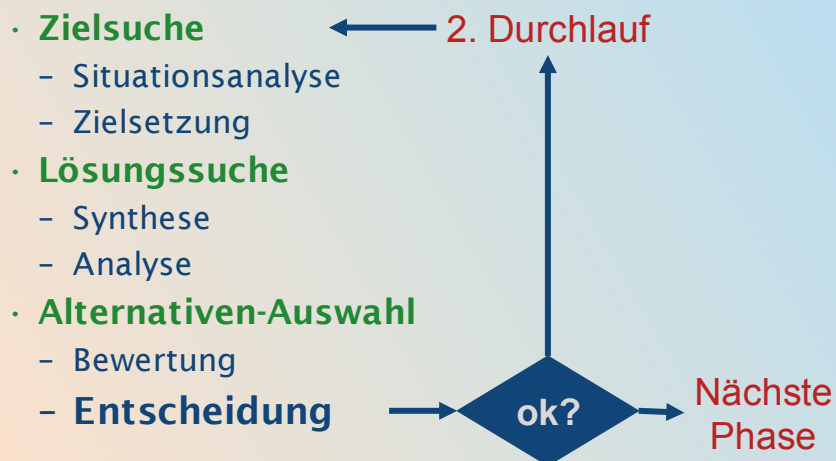 · Zielsuche
2. Durchlauf
– Situationsanalyse
– Zielsetzung
· Lösungssuche
– Synthese
– Analyse
· Alternativen-Auswahl
– Bewertung
– Entscheidung
ok?
Nächste
Phase